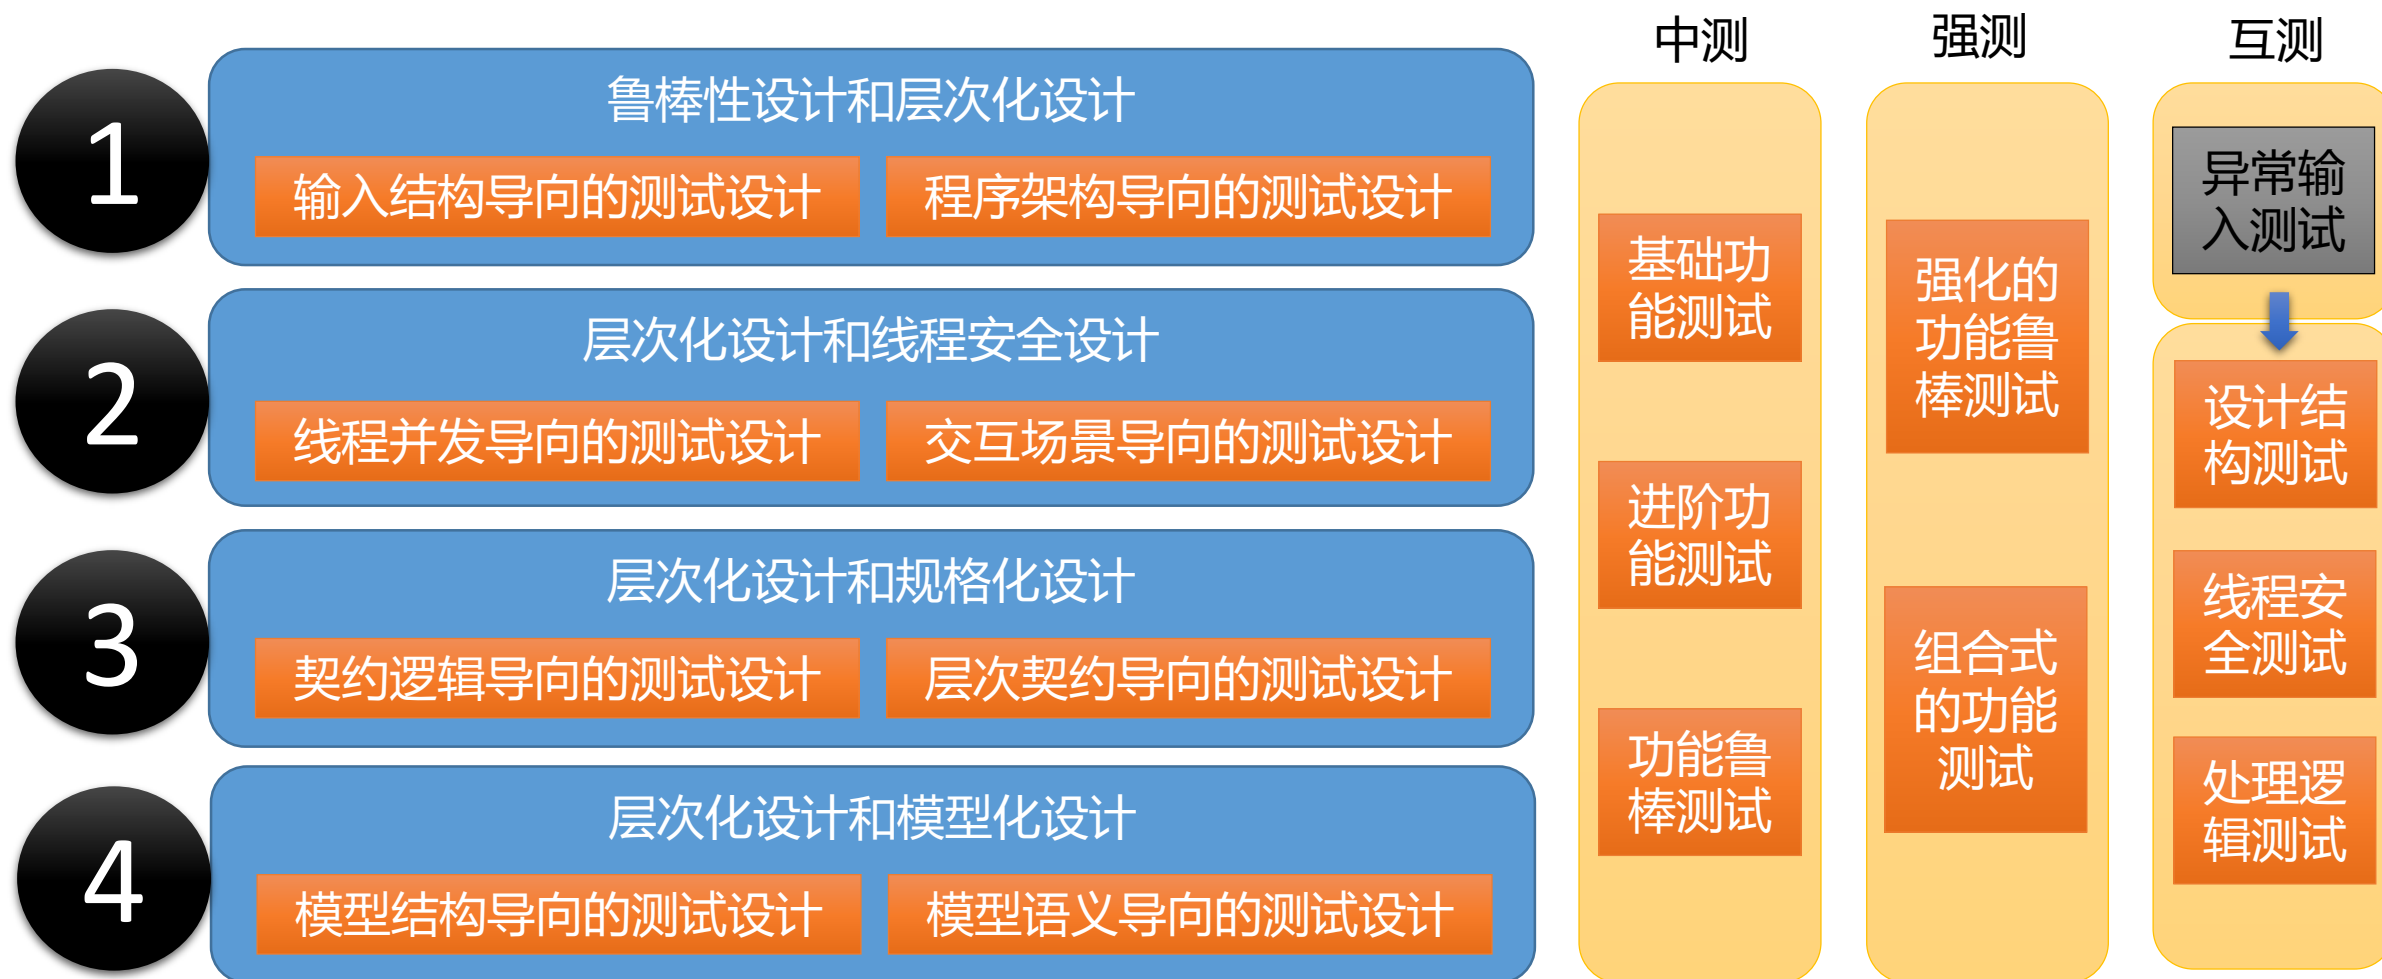 1
鲁棒性设计和层次化设计
输入结构导向的测试设计
程序架构导向的测试设计
2
层次化设计和线程安全设计
线程并发导向的测试设计
交互场景导向的测试设计
3
层次化设计和规格化设计
契约逻辑导向的测试设计
层次契约导向的测试设计
4
层次化设计和模型化设计
模型结构导向的测试设计
模型语义导向的测试设计
中测
基础功
能测试
进阶功
能测试
功能鲁
棒测试
强测
强化的
功能鲁
棒测试
组合式
的功能
测试
互测
异常输
入测试
设计结
构测试
线程安
全测试
处理逻
辑测试